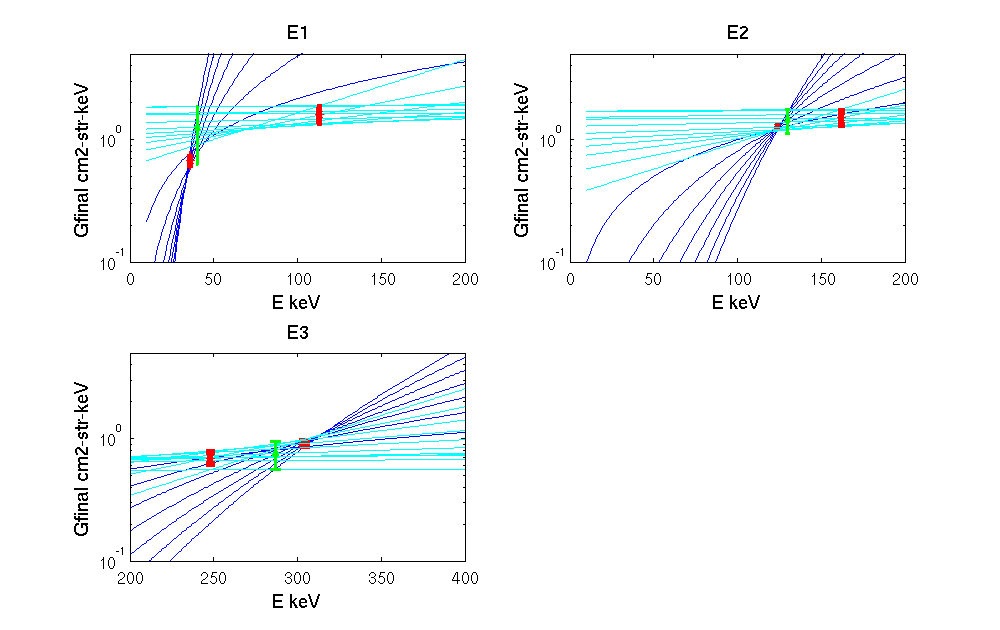 E1
Gfinal cm2-str-keV
10^0
10^-1
0 50 100 150 200
E keV
E2
Gfinal cm2-str-keV
10^0
10^-1
0 50 100 150 200
E keV
E3
Gfinal cm2-str-keV
10^0
10^-1
200 250 300 350 400
E keV